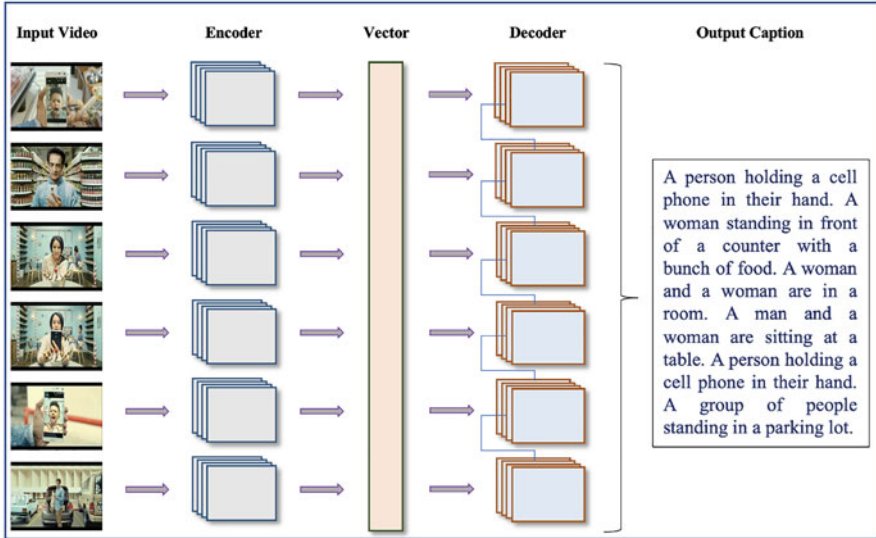 Input Video
Encoder
Vector
Decoder
Output Caption
A person holding a cell
phone in their hand. A
woman standing in front
of a counter with a
bunch of food. A woman
and a woman are in a
room. A man and a
woman are sitting at a
table. A person holding a
cell phone in their hand.
A group of people
standing in a parking lot.